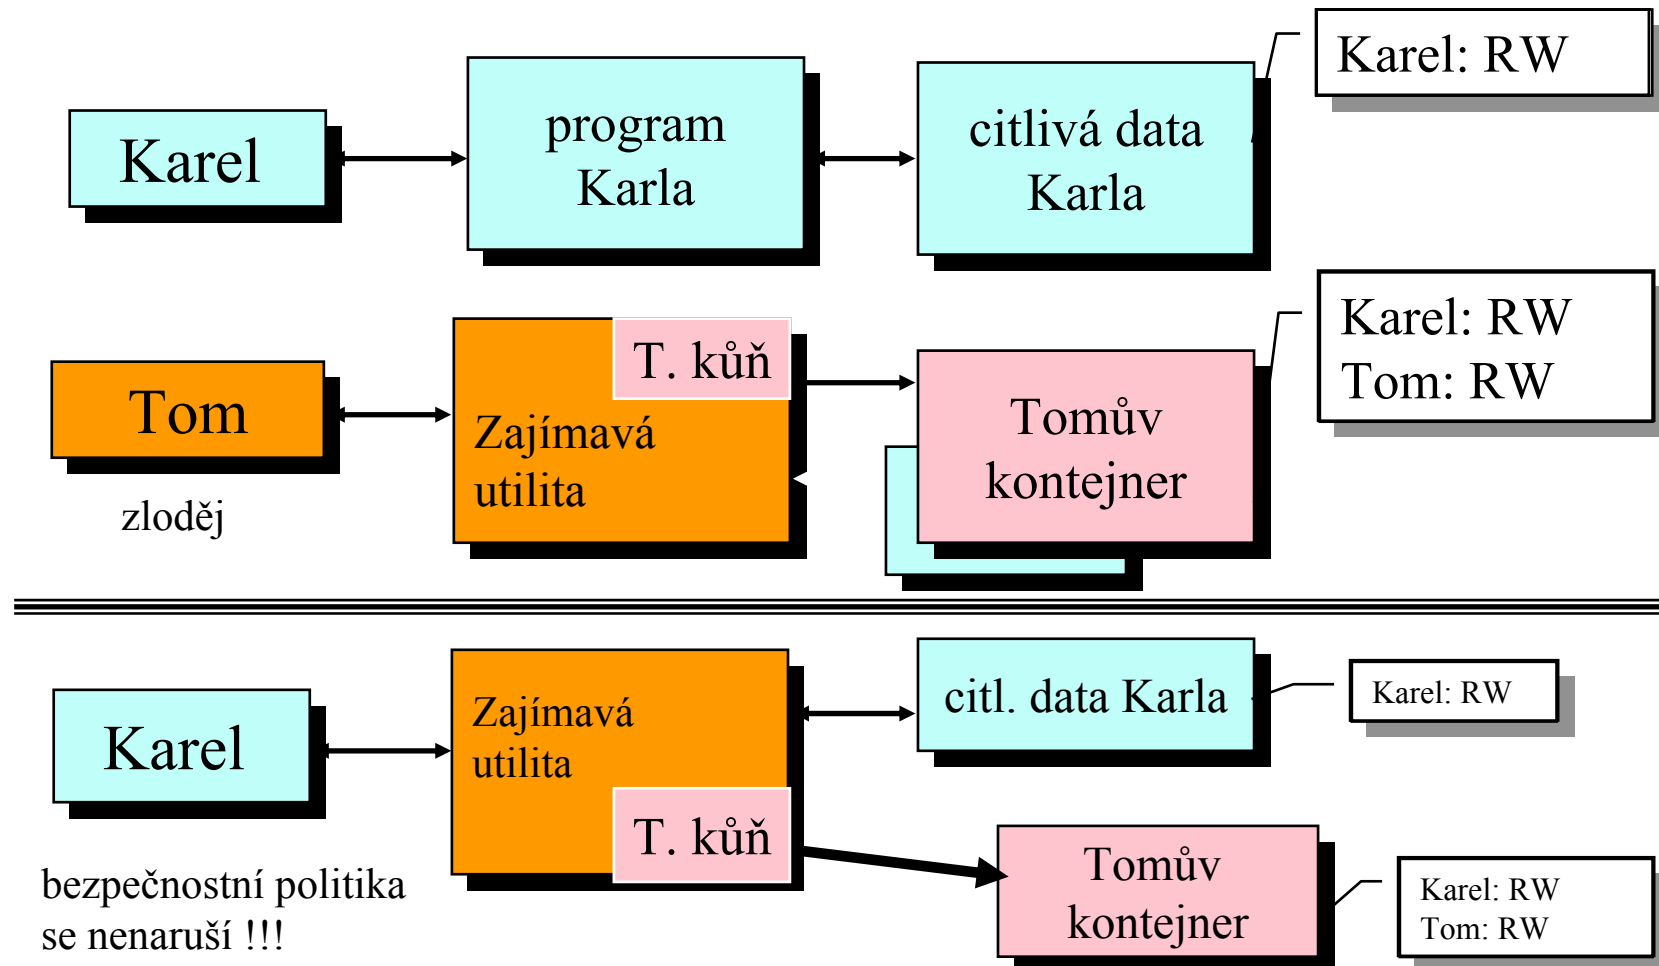 Karel: RW
Karel
program
Karla
citlivá data
Karla
Karel: RW
Tom: RW
T. kůň
Tom
Zajímavá
utilita
Tomův
kontejner
zloděj
Karel
Zajímavá
utilita
T. kůň
citl. data Karla
Karel: RW
Tomův
kontejner
Karel: RW
Tom: RW
bezpečnostní politika
se nenaruší !!!